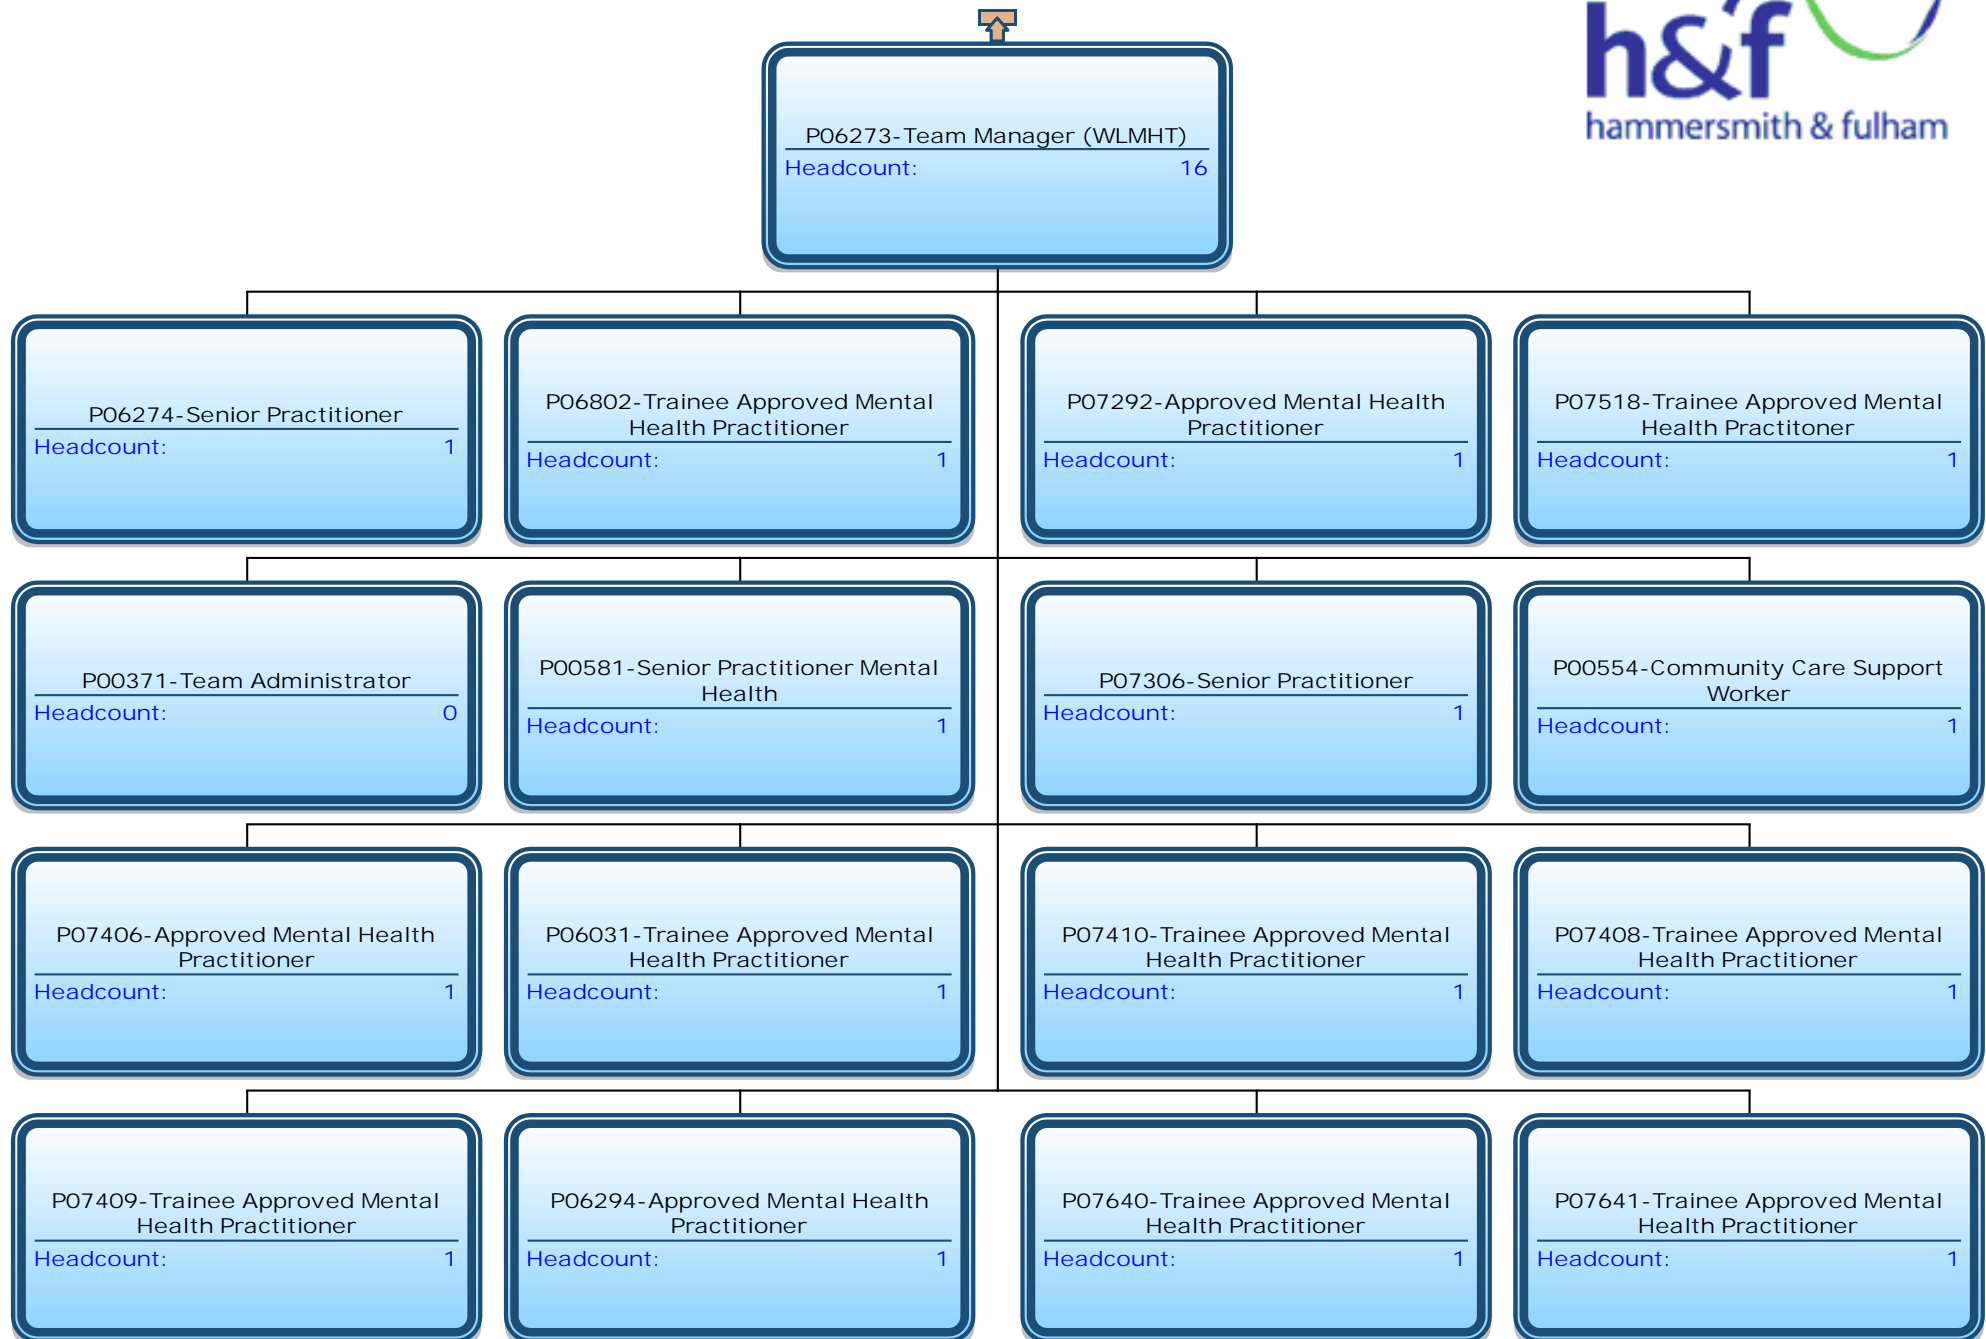 h&f
hammersmith & fulham
P06273-Team Manager (WLMHT)
Headcount: 16
P06274-Senior Practitioner
Headcount: 1
P06802-Trainee Approved Mental
Health Practitioner
Headcount: 1
P07292-Approved Mental Health
Practitioner
Headcount: 1
P07518-Trainee Approved Mental
Health Practitoner
Headcount: 1
P00371-Team Administrator
Headcount: 0
P00581-Senior Practitioner Mental
Health
Headcount: 1
P07306-Senior Practitioner
Headcount: 1
P00554-Community Care Support
Worker
Headcount: 1
P07406-Approved Mental Health
Practitioner
Headcount: 1
P06031-Trainee Approved Mental
Health Practitioner
Headcount: 1
P07410-Trainee Approved Mental
Health Practitioner
Headcount: 1
P07408-Trainee Approved Mental
Health Practitioner
Headcount: 1
P07409-Trainee Approved Mental
Health Practitioner
Headcount: 1
P06294-Approved Mental Health
Practitioner
Headcount: 1
P07640-Trainee Approved Mental
Health Practitioner
Headcount: 1
P07641-Trainee Approved Mental
Health Practitioner
Headcount: 1